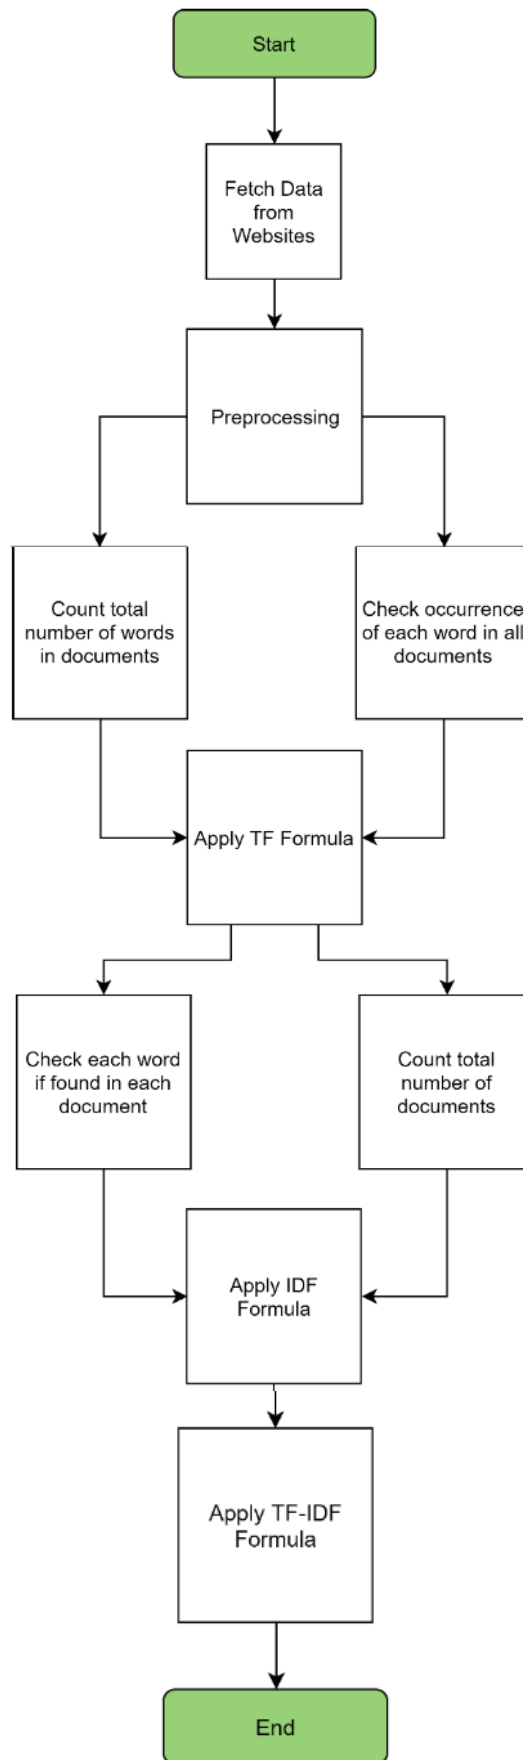 Start
Fetch Data
from
Websites
Preprocessing
Count total
number of words
in documents
Check occurrence
of each word in all
documents
Apply TF Formula
Check each word
if found in each
document
Count total
number of
documents
Apply IDF
Formula
Apply TF-IDF
Formula
End